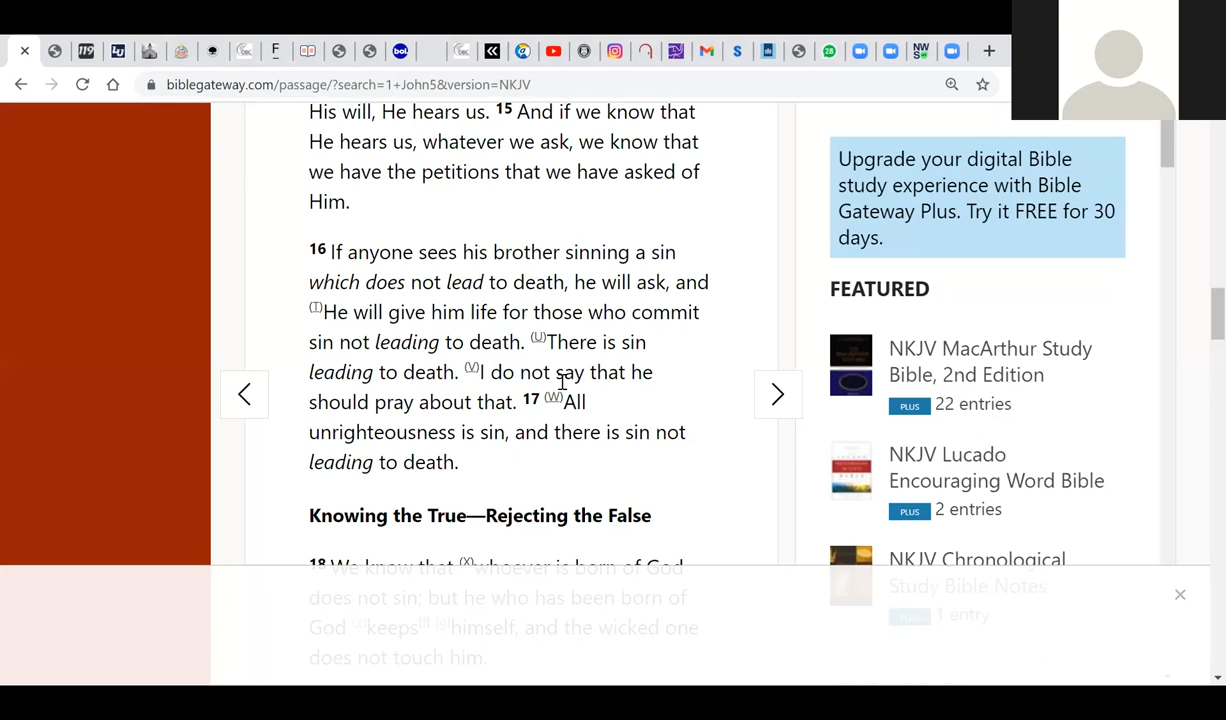 119
LU
F
bol.
S
28
NW
S
biblegateway.com/passage/?search=1+John5&version=NKJV
His will, He hears us. 15 And if we know that
He hears us, whatever we ask, we know that
we have the petitions that we have asked of
Him.
16 If anyone sees his brother sinning a sin
which does not lead to death, he will ask, and
(T)He will give him life for those who commit
sin not leading to death. (U)There is sin
leading to death. (V)I do not say that he
should pray about that. 17 (W)All
unrighteousness is sin, and there is sin not
leading to death.
Knowing the True—Rejecting the False
18 We know that (X)whoever is born of God
does not sin; but he who has been born of
God keeps[f] (g)himself, and the wicked one
does not touch him.
Upgrade your digital Bible
study experience with Bible
Gateway Plus. Try it FREE for 30
days.
FEATURED
NKJV MacArthur Study
Bible, 2nd Edition
PLUS 22 entries
NKJV Lucado
Encouraging Word Bible
PLUS 2 entries
NKJV Chronological
Study Bible Notes
PLUS 1 entry